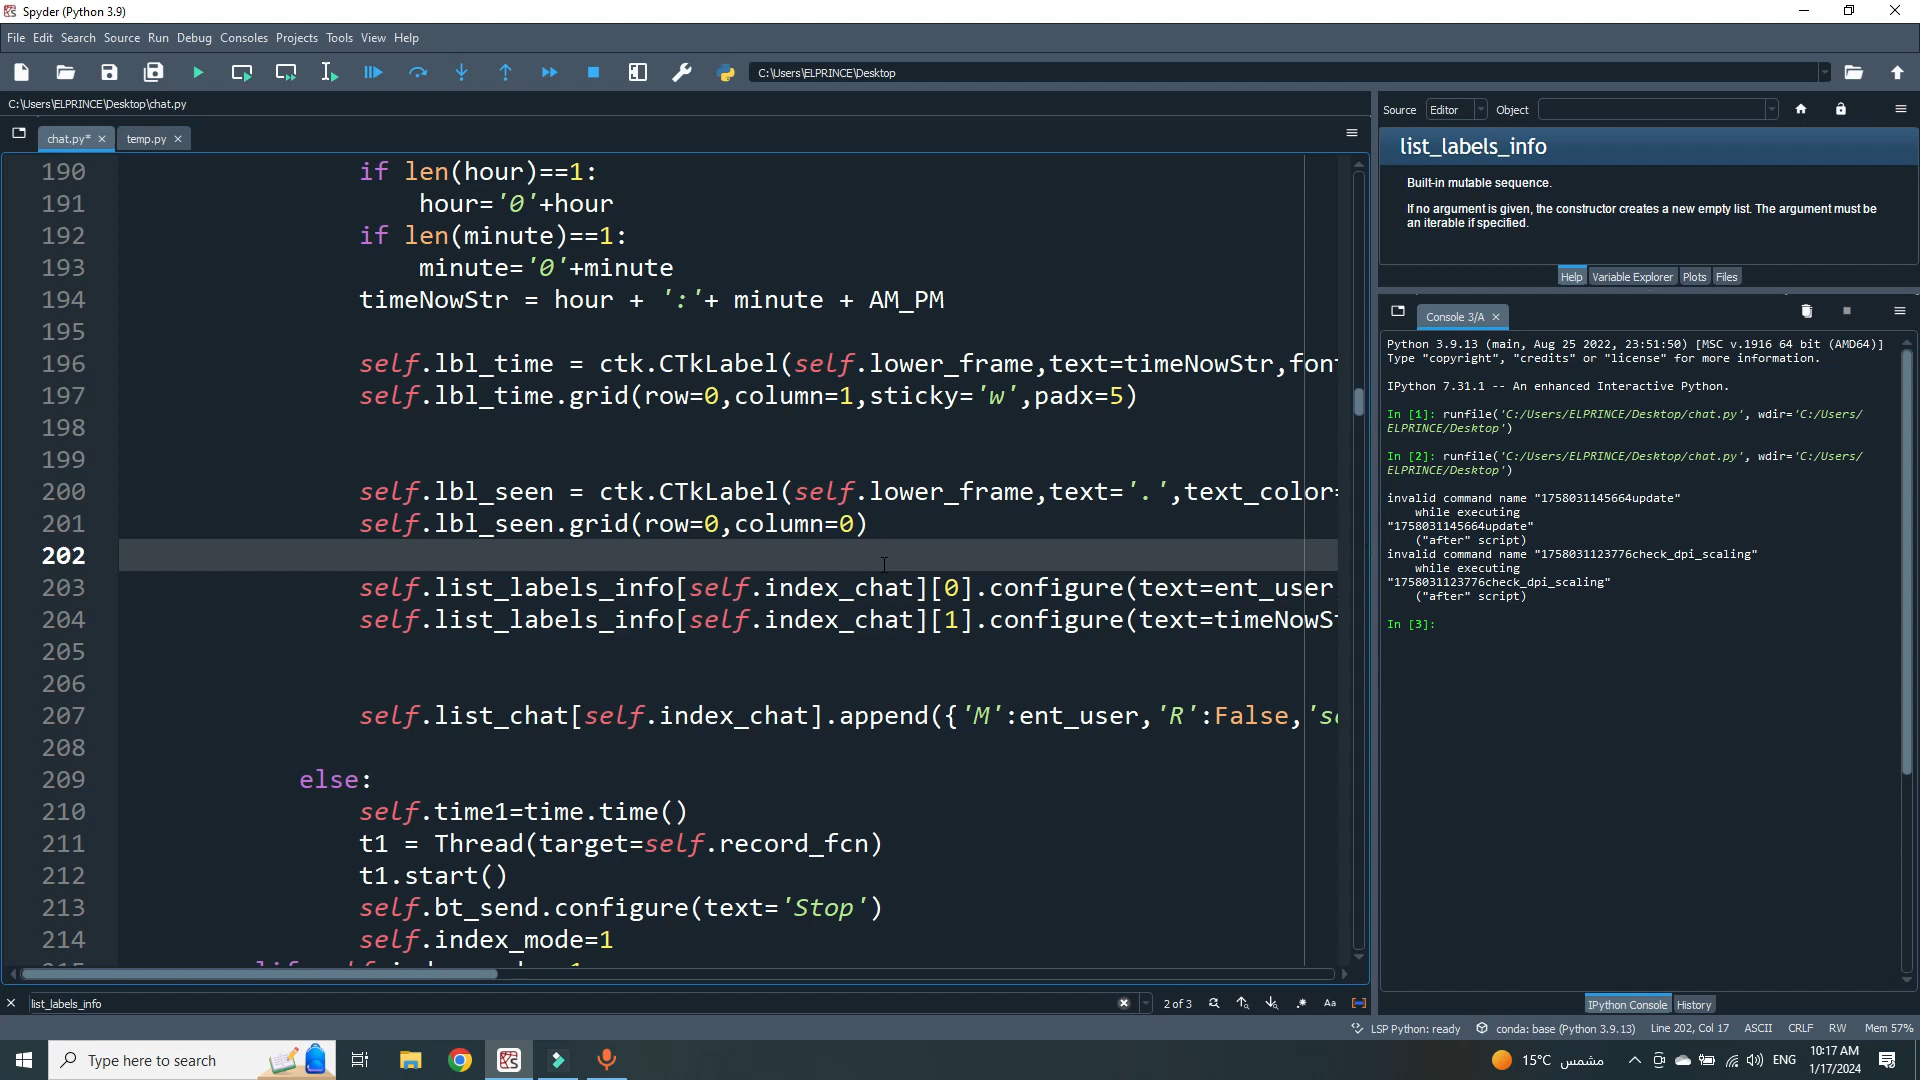 Spyder (Python 3.9)
File Edit Search Source Run Debug Consoles Projects Tools View Help
C:\Users\ELPRINCE\Desktop
C:\Users\ELPRINCE\Desktop\chat.py
chat.py* temp.py
190 if len(hour)==1:
191 hour='0'+hour
192 if len(minute)==1:
193 minute='0'+minute
194 timeNowStr = hour + ':'+ minute + AM_PM
195
196 self.lbl_time = ctk.CTkLabel(self.lower_frame,text=timeNowStr,font
197 self.lbl_time.grid(row=0,column=1,sticky='w',padx=5)
198
199
200 self.lbl_seen = ctk.CTkLabel(self.lower_frame,text='.',text_color=
201 self.lbl_seen.grid(row=0,column=0)
202
203 self.list_labels_info[self.index_chat][0].configure(text=ent_user
204 self.list_labels_info[self.index_chat][1].configure(text=timeNowSt
205
206
207 self.list_chat[self.index_chat].append({'M':ent_user,'R':False,'se
208
209 else:
210 self.time1=time.time()
211 t1 = Thread(target=self.record_fcn)
212 t1.start()
213 self.bt_send.configure(text='Stop')
214 self.index_mode=1
list_labels_info 2 of 3 Aa
Source Editor Object
list_labels_info
Built-in mutable sequence.
If no argument is given, the constructor creates a new empty list. The argument must be
an iterable if specified.
Help Variable Explorer Plots Files
Console 3/A
Python 3.9.13 (main, Aug 25 2022, 23:51:50) [MSC v.1916 64 bit (AMD64)]
Type "copyright", "credits" or "license" for more information.
IPython 7.31.1 -- An enhanced Interactive Python.
In [1]: runfile('C:/Users/ELPRINCE/Desktop/chat.py', wdir='C:/Users/
ELPRINCE/Desktop')
In [2]: runfile('C:/Users/ELPRINCE/Desktop/chat.py', wdir='C:/Users/
ELPRINCE/Desktop')
invalid command name "1758031145664update"
while executing
"1758031145664update"
("after" script)
invalid command name "1758031123776check_dpi_scaling"
while executing
"1758031123776check_dpi_scaling"
("after" script)
In [3]:
IPython Console History
LSP Python: ready conda: base (Python 3.9.13) Line 202, Col 17 ASCII CRLF RW Mem 57%
Type here to search
15°C مشمس ENG
10:17 AM
1/17/2024